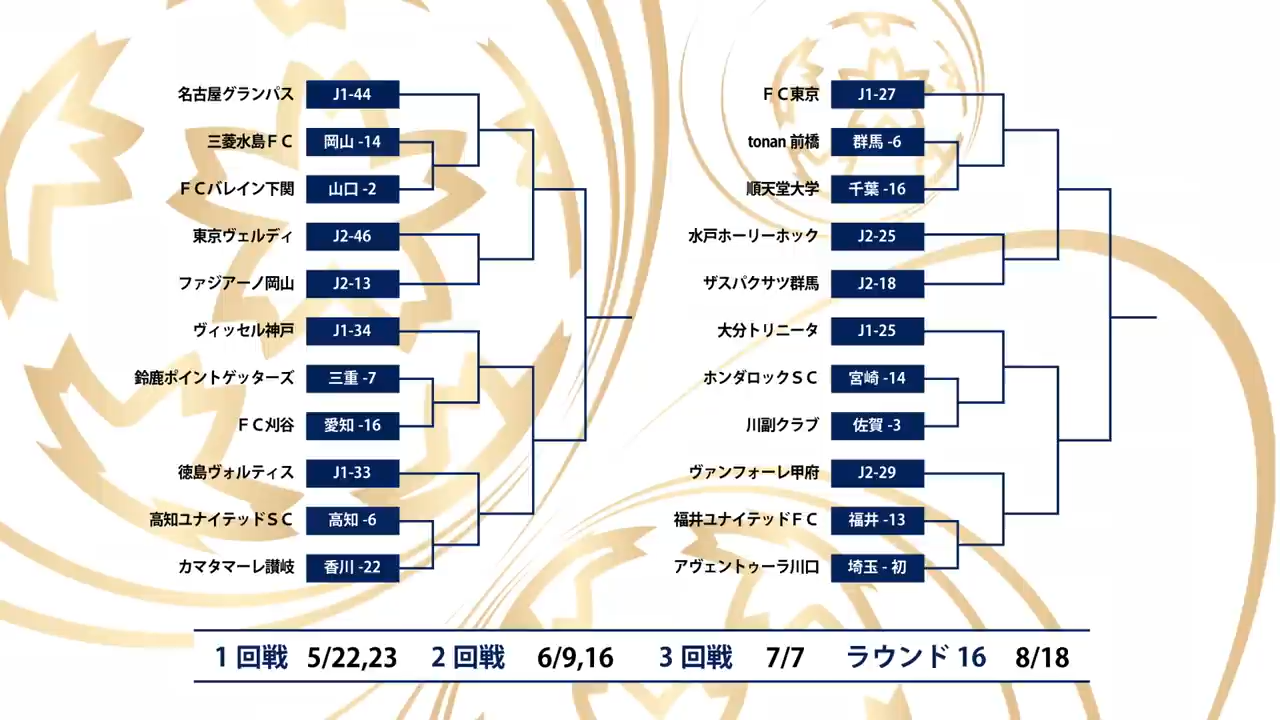 名古屋グランパス J1-44
三菱水島ＦＣ 岡山 -14
ＦＣバレイン下関 山口 -2
東京ヴェルディ J2-46
ファジアーノ岡山 J2-13
ヴィッセル神戸 J1-34
鈴鹿ポイントゲッターズ 三重 -7
ＦＣ刈谷 愛知 -16
徳島ヴォルティス J1-33
高知ユナイテッドＳＣ 高知 -6
カマタマーレ讃岐 香川 -22
ＦＣ東京 J1-27
tonan 前橋 群馬 -6
順天堂大学 千葉 -16
水戸ホーリーホック J2-25
ザスパクサツ群馬 J2-18
大分トリニータ J1-25
ホンダロックＳＣ 宮崎 -14
川副クラブ 佐賀 -3
ヴァンフォーレ甲府 J2-29
福井ユナイテッドＦＣ 福井 -13
アヴェントゥーラ川口 埼玉 - 初
1 回戦 5/22,23 2 回戦 6/9,16 3 回戦 7/7 ラウンド 16 8/18